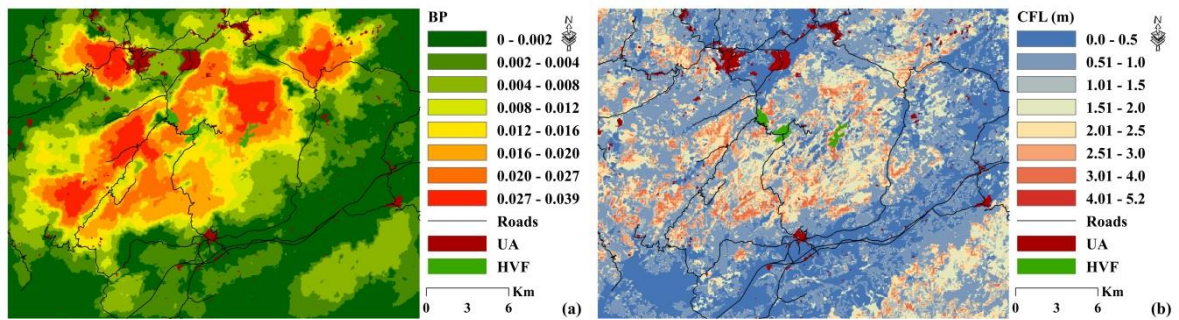 BP
N
0 - 0.002
0.002 - 0.004
0.004 - 0.008
0.008 - 0.012
0.012 - 0.016
0.016 - 0.020
0.020 - 0.027
0.027 - 0.039
Roads
UA
HVF
Km
0 6
(a)
CFL (m)
N
0.0 - 0.5
0.51 - 1.0
1.01 - 1.5
1.51 - 2.0
2.01 - 2.5
2.51 - 3.0
3.01 - 4.0
4.01 - 5.2
Roads
UA
HVF
Km
0 6
(b)